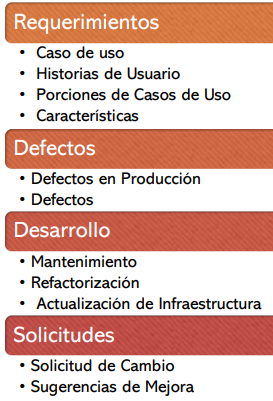 Requerimientos
• Caso de uso
• Historias de Usuario
• Porciones de Casos de Uso
• Características
Defectos
• Defectos en Producción
• Defectos
Desarrollo
• Mantenimiento
• Refactorización
• Actualización de Infraestructura
Solicitudes
• Solicitud de Cambio
• Sugerencias de Mejora